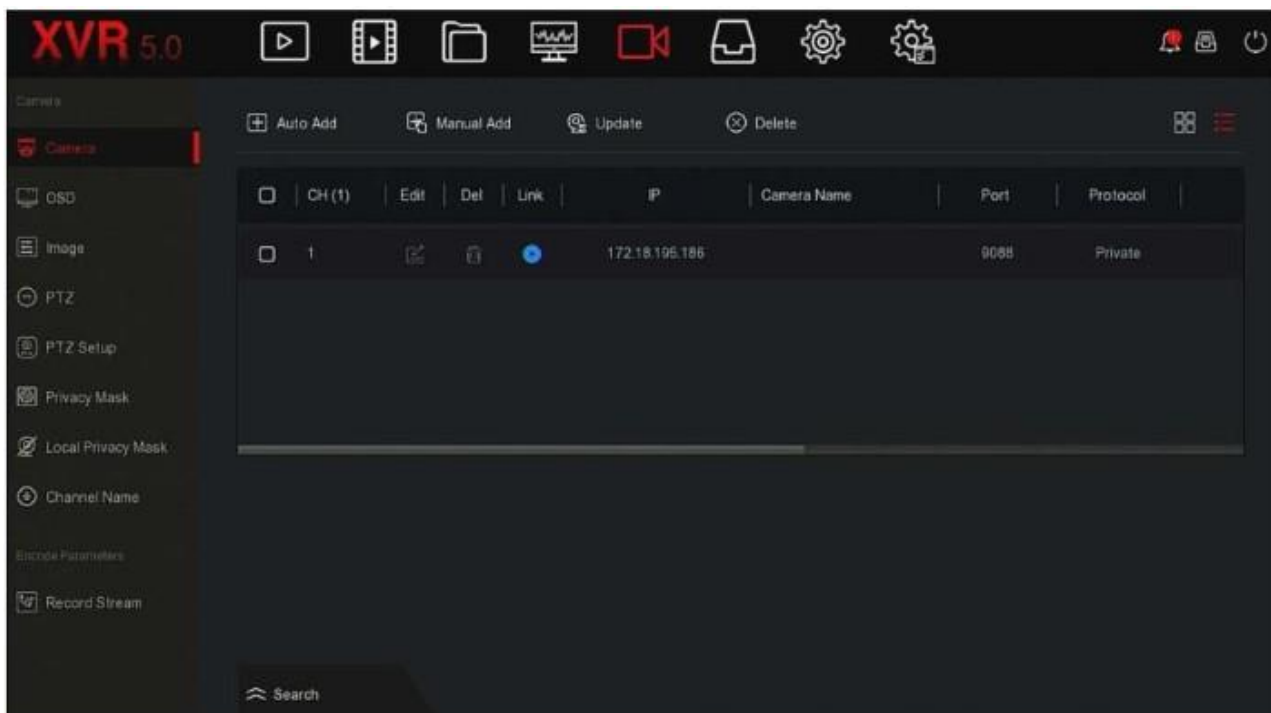 XVR 5.0
Camera
Auto Add Manual Add Update Delete
Camera
OSD
CH (1) Edit Del Link IP Camera Name Port Protocol
Image
1 172.18.195.186 9088 Private
PTZ
PTZ Setup
Privacy Mask
Local Privacy Mask
Channel Name
Encode Parameters
Record Stream
Search